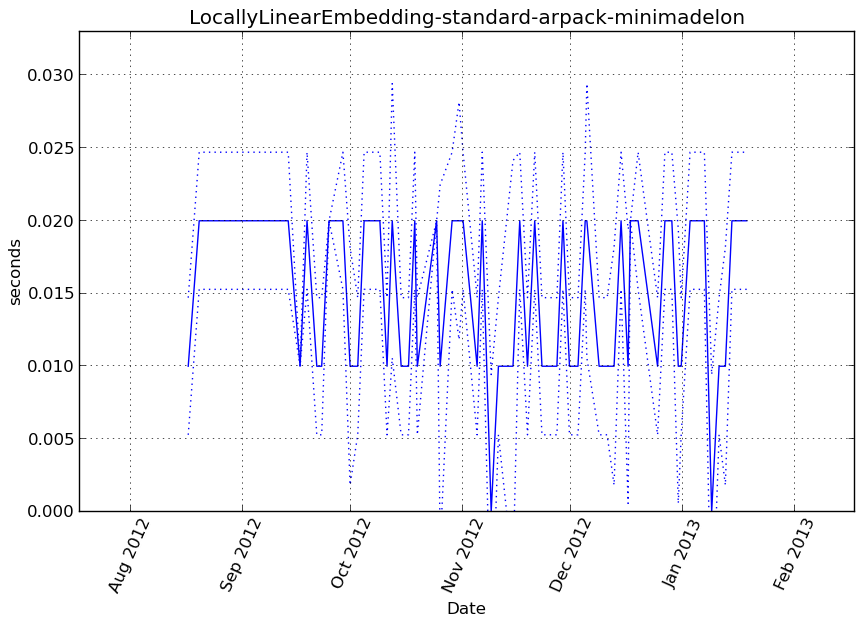 LocallyLinearEmbedding-standard-arpack-minimadelon
0.030
0.025
0.020
0.015
0.010
0.005
0.000
seconds
Aug 2012
Sep 2012
Oct 2012
Nov 2012
Dec 2012
Jan 2013
Feb 2013
Date